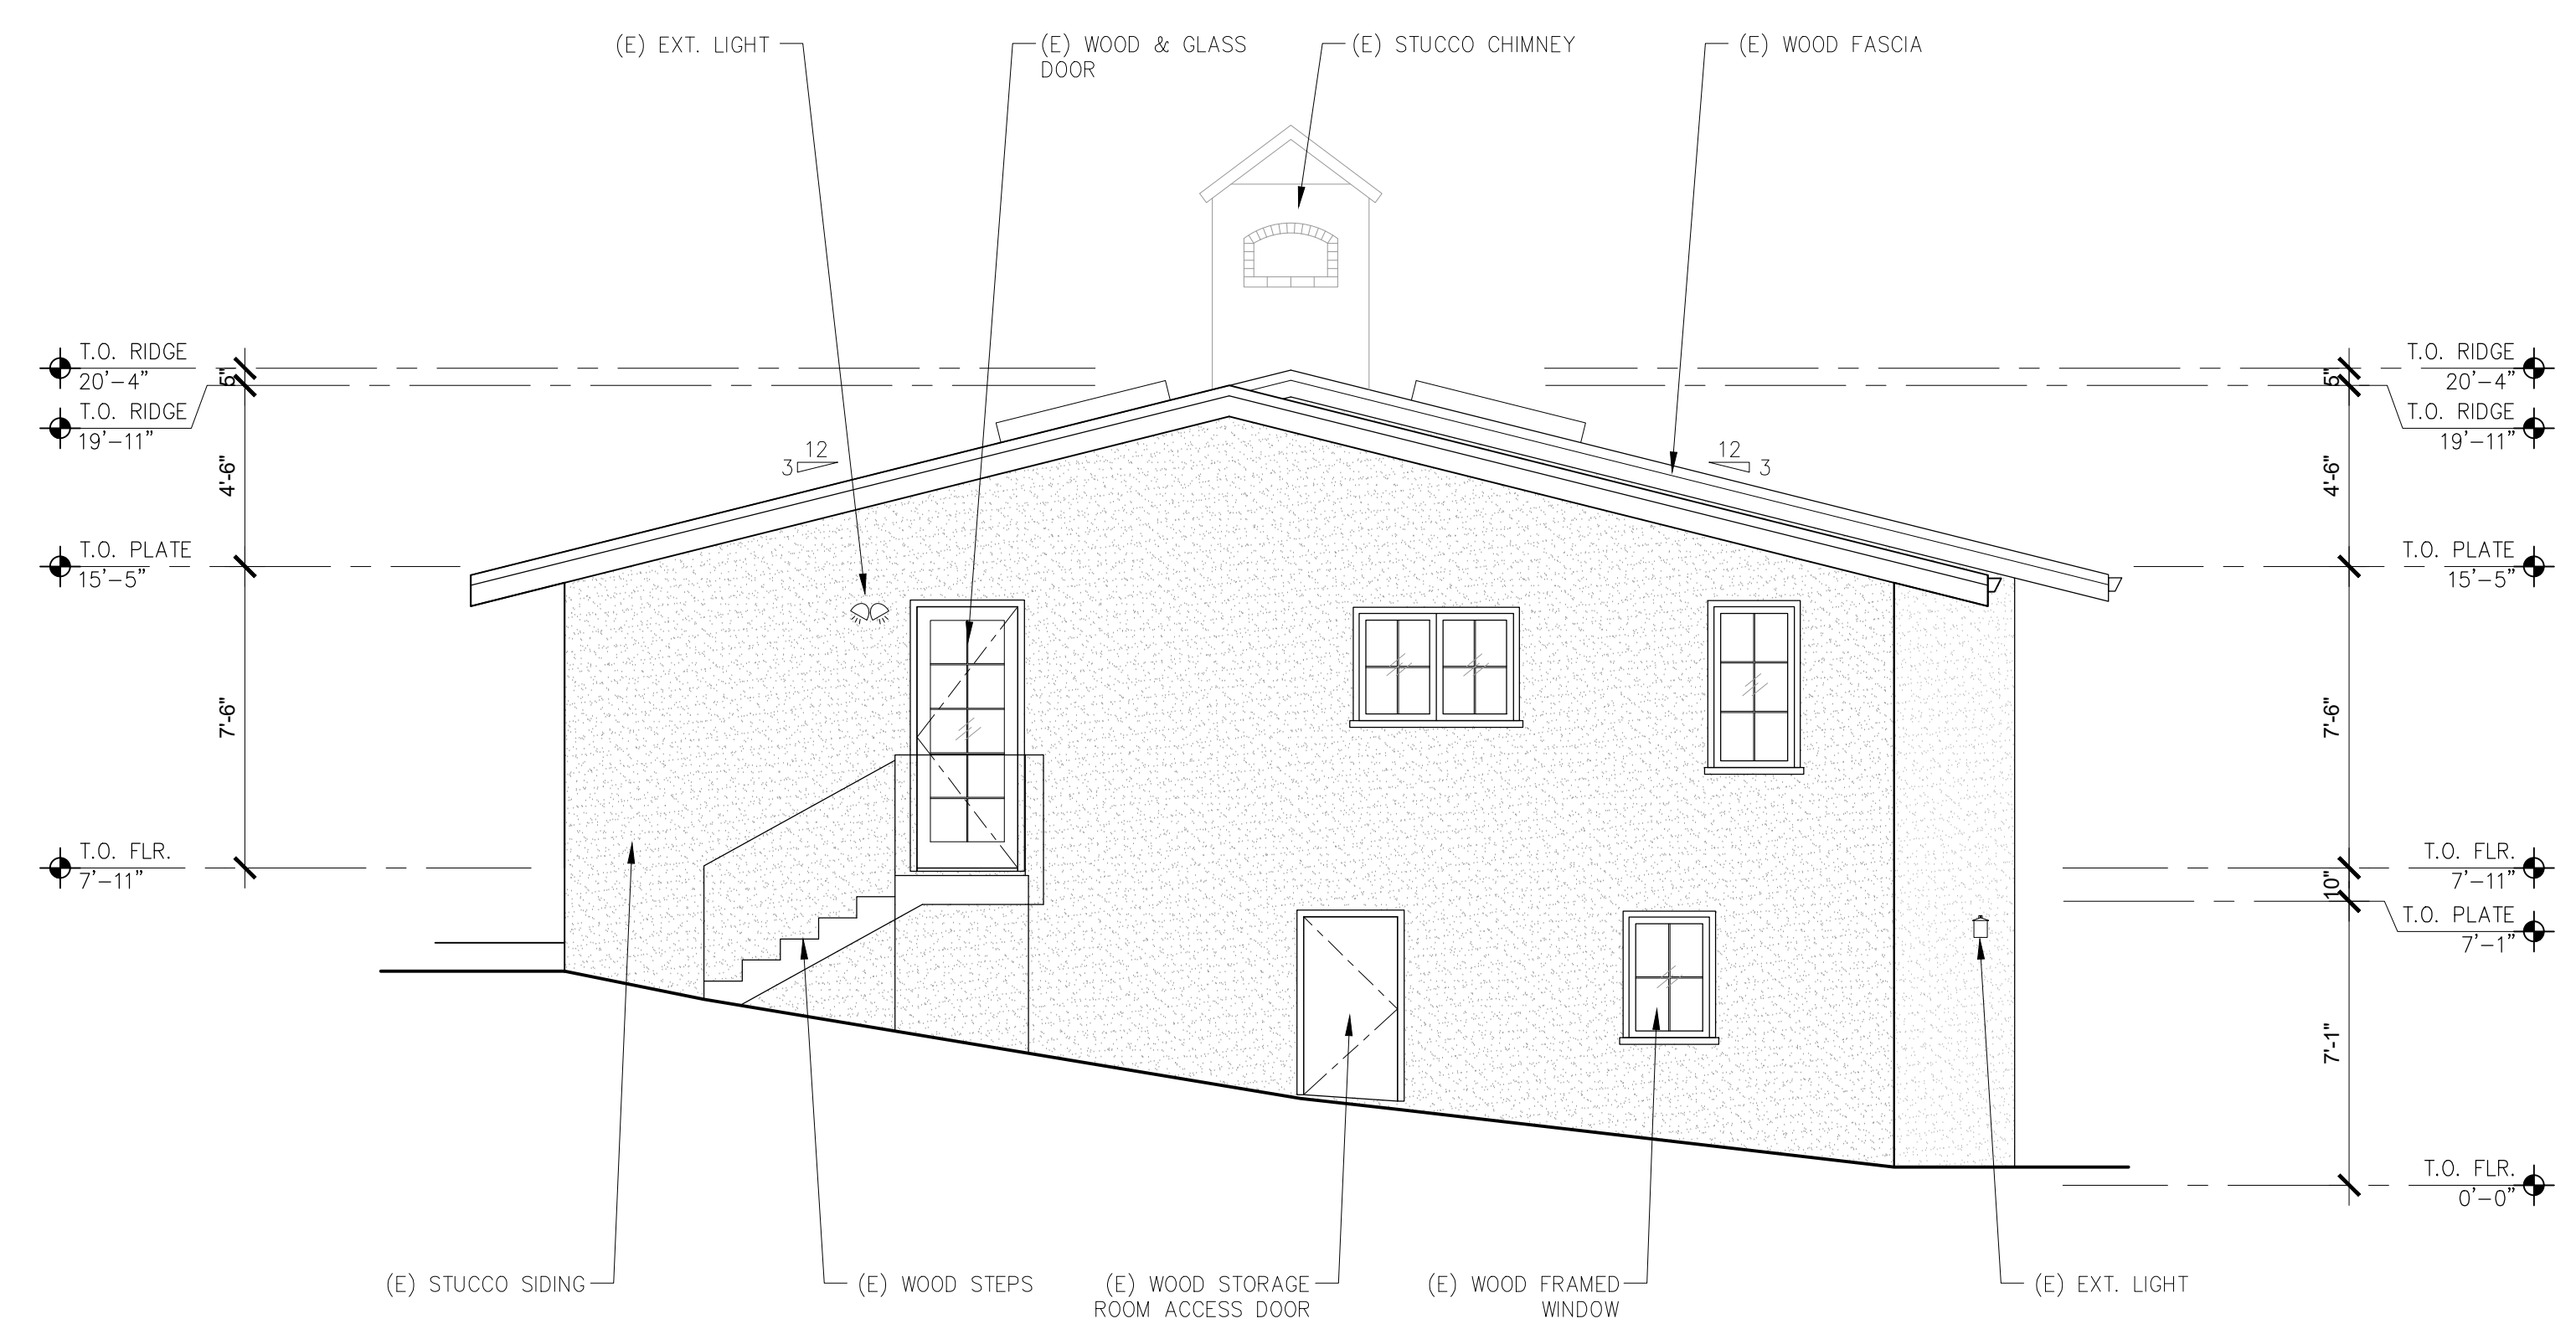 (E) EXT. LIGHT
(E) WOOD & GLASS
DOOR
(E) STUCCO CHIMNEY
(E) WOOD FASCIA
T.O. RIDGE
20'-4"
5"
T.O. RIDGE
19'-11"
4'-6"
T.O. PLATE
15'-5"
7'-6"
T.O. FLR.
7'-11"
12
3
12
3
T.O. RIDGE
20'-4"
5"
T.O. RIDGE
19'-11"
4'-6"
T.O. PLATE
15'-5"
7'-6"
T.O. FLR.
7'-11"
10"
T.O. PLATE
7'-1"
7'-1"
T.O. FLR.
0'-0"
(E) STUCCO SIDING
(E) WOOD STEPS
(E) WOOD STORAGE
ROOM ACCESS DOOR
(E) WOOD FRAMED
WINDOW
(E) EXT. LIGHT